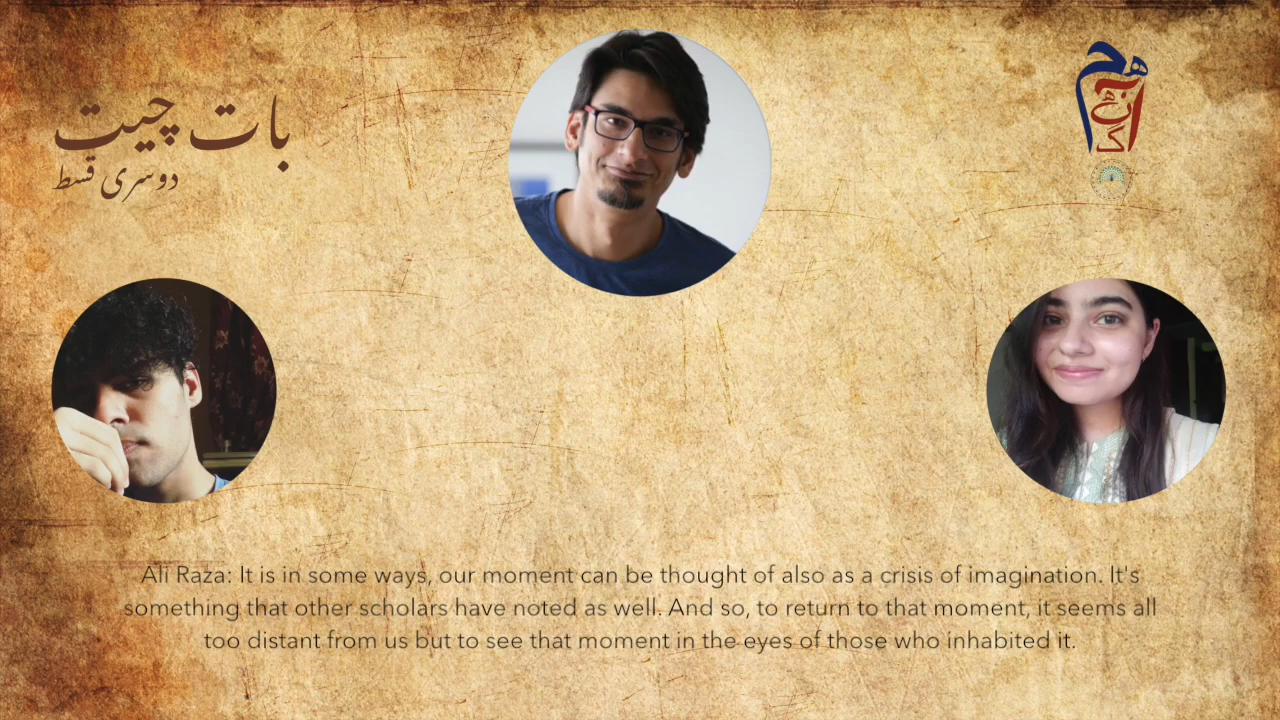 بات چیت
دوسری قسط
ہم آہنگ
Ali Raza: It is in some ways, our moment can be thought of also as a crisis of imagination. It's
something that other scholars have noted as well. And so, to return to that moment, it seems all
too distant from us but to see that moment in the eyes of those who inhabited it.